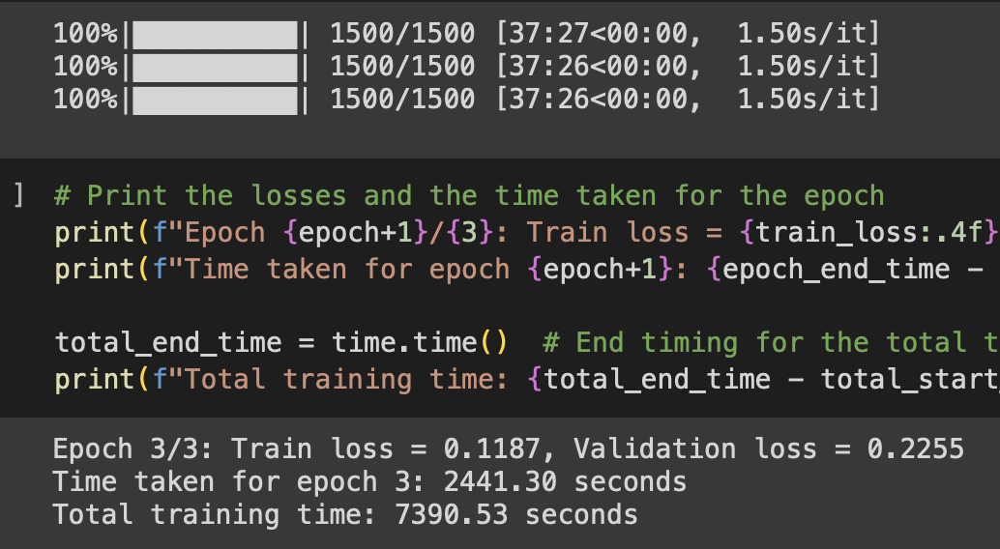 100%|██████████| 1500/1500 [37:27<00:00,  1.50s/it]
100%|██████████| 1500/1500 [37:26<00:00,  1.50s/it]
100%|██████████| 1500/1500 [37:26<00:00,  1.50s/it]
] # Print the losses and the time taken for the epoch
print(f"Epoch {epoch+1}/{3}: Train loss = {train_loss:.4f}
print(f"Time taken for epoch {epoch+1}: {epoch_end_time -
total_end_time = time.time()  # End timing for the total t
print(f"Total training time: {total_end_time - total_start_
Epoch 3/3: Train loss = 0.1187, Validation loss = 0.2255
Time taken for epoch 3: 2441.30 seconds
Total training time: 7390.53 seconds